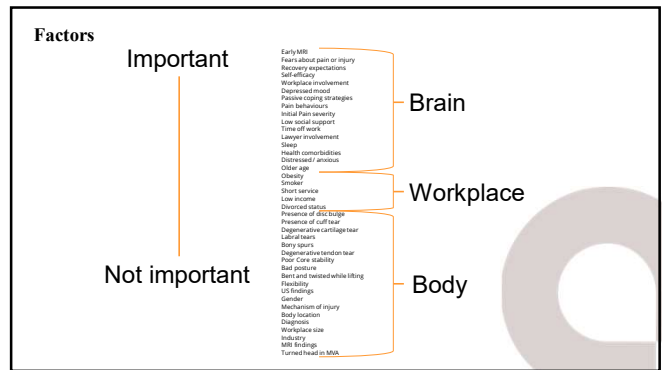 Factors
Important
Not important
Early MRI
Fears about pain or injury
Recovery expectations
Self-efficacy
Workplace involvement
Depressed mood
Passive coping strategies
Pain behaviours
Initial Pain severity
Low social support
Time off work
Lawyer involvement
Sleep
Health comorbidities
Distressed / anxious
Older age
Obesity
Smoker
Short service
Low income
Divorced status
Presence of disc bulge
Presence of cuff tear
Degenerative cartilage tear
Labral tears
Bony spurs
Degenerative tendon tear
Poor Core stability
Bad posture
Bent and twisted while lifting
Flexibility
US findings
Gender
Mechanism of injury
Body location
Diagnosis
Workplace size
Industry
MRI findings
Turned head in MVA
Brain
Workplace
Body